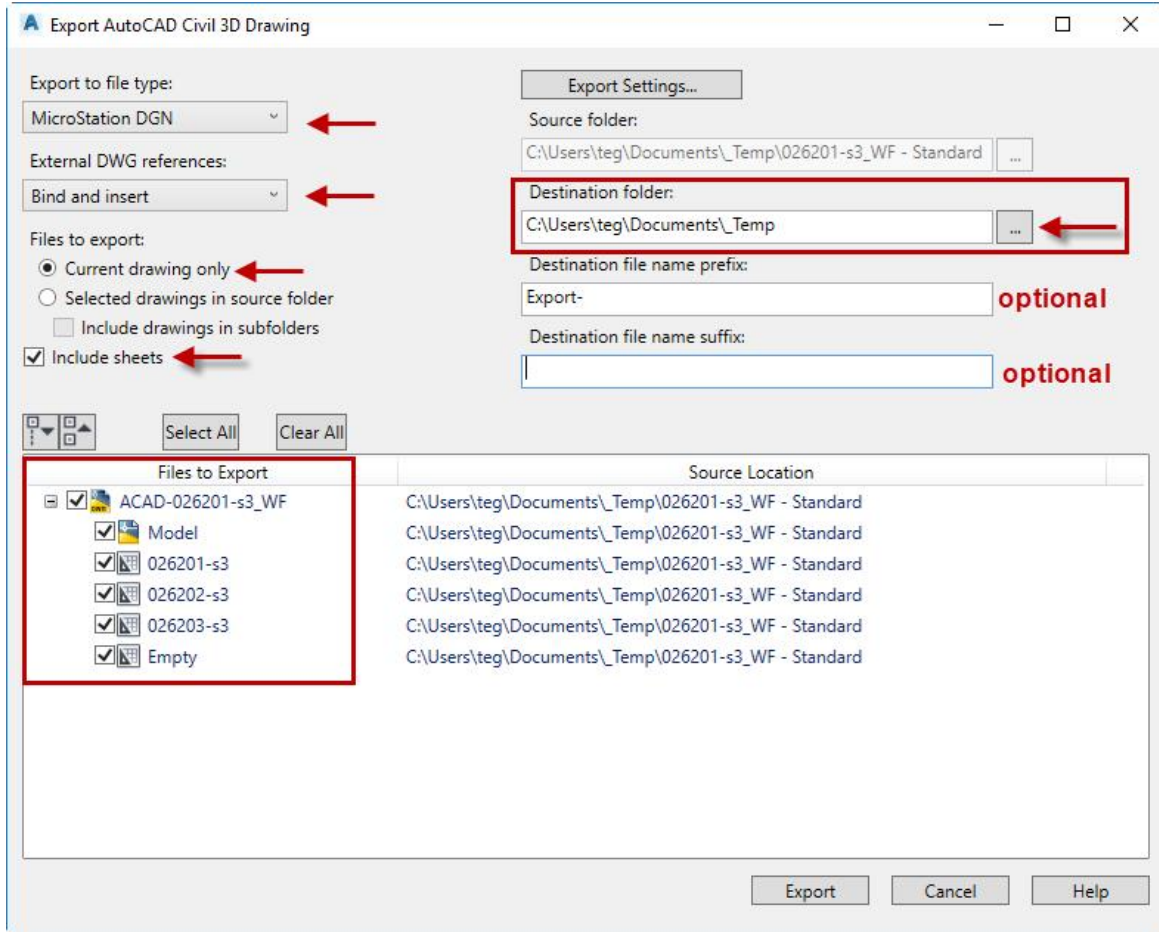 Export AutoCAD Civil 3D Drawing
Export to file type:
MicroStation DGN
External DWG references:
Bind and insert
Files to export:
Current drawing only
Selected drawings in source folder
Include drawings in subfolders
Include sheets
Export Settings...
Source folder:
C:\Users\teg\Documents\_Temp\026201-s3_WF - Standard ...
Destination folder:
C:\Users\teg\Documents\_Temp ...
Destination file name prefix:
Export- optional
Destination file name suffix:
optional
Select All Clear All
Files to Export Source Location
ACAD-026201-s3_WF C:\Users\teg\Documents\_Temp\026201-s3_WF - Standard
Model C:\Users\teg\Documents\_Temp\026201-s3_WF - Standard
026201-s3 C:\Users\teg\Documents\_Temp\026201-s3_WF - Standard
026202-s3 C:\Users\teg\Documents\_Temp\026201-s3_WF - Standard
026203-s3 C:\Users\teg\Documents\_Temp\026201-s3_WF - Standard
Empty C:\Users\teg\Documents\_Temp\026201-s3_WF - Standard
Export Cancel Help